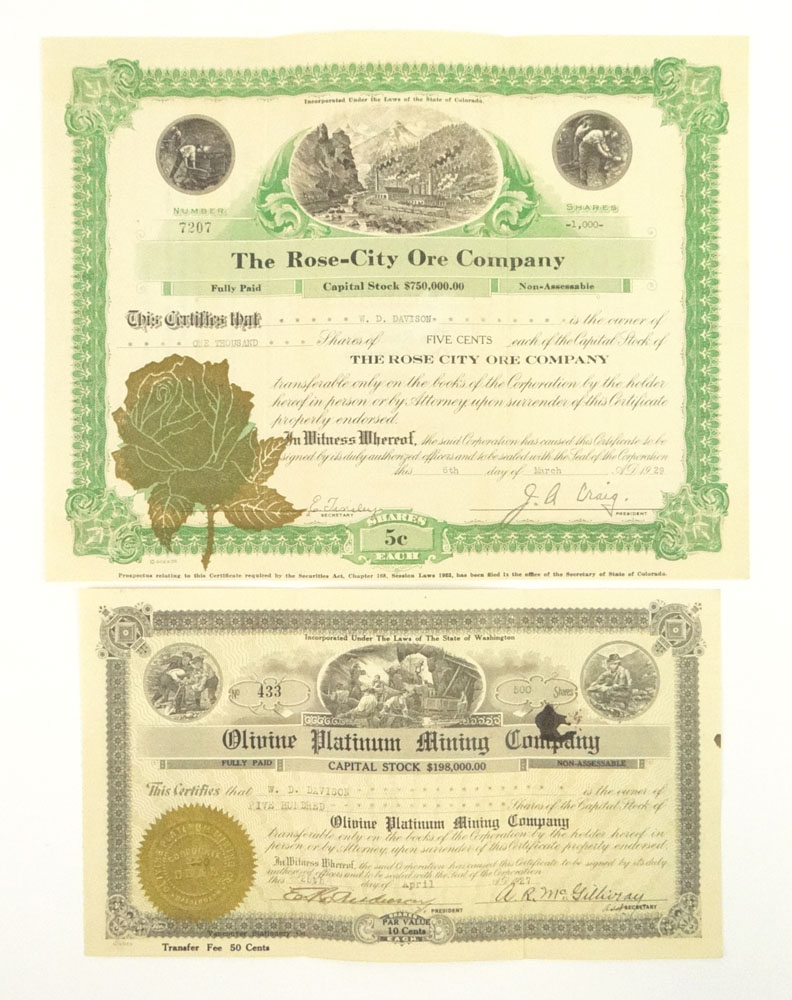 Incorporated Under the Laws of the State of Colorado.
NUMBER SHARES
7207 -1,000-
The Rose-City Ore Company
Fully Paid Capital Stock $750,000.00 Non-Assessable
This Certifies that W. D. DAVISON is the owner of
ONE THOUSAND Shares of FIVE CENTS each of the Capital Stock of
THE ROSE CITY ORE COMPANY
transferable only on the books of the Corporation by the holder
hereof in person or by Attorney, upon surrender of this Certificate
properly endorsed.
In Witness Whereof, the said Corporation has caused this Certificate to be
signed by its duly authorized officers and to be sealed with the Seal of the Corporation
this 6th day of March A.D. 1929
E. Tinsley J. A Craig.
SECRETARY PRESIDENT
SHARES
5c
EACH
Prospectus relating to this Certificate required by the Securities Act, Chapter 168, Session Laws 1923, has been filed in the office of the Secretary of State of Colorado.
Incorporated Under The Laws of The State of Washington
No 433 500 Shares
Olivine Platinum Mining Company
FULLY PAID CAPITAL STOCK $198,000.00 NON-ASSESSABLE
This Certifies that W. D. DAVISON is the owner of
FIVE HUNDRED Shares of the Capital Stock of
Olivine Platinum Mining Company
transferable only on the books of the Corporation by the holder hereof in
person or by Attorney, upon surrender of this Certificate properly endorsed.
In Witness Whereof, the said Corporation has caused this Certificate to be signed by its duly
authorized officers and to be sealed with the Seal of the Corporation
this day of April 1927
A. R. McGillivray
PRESIDENT SECRETARY
PAR VALUE
10 Cents
EACH
Vancouver Stationery Co
Transfer Fee 50 Cents